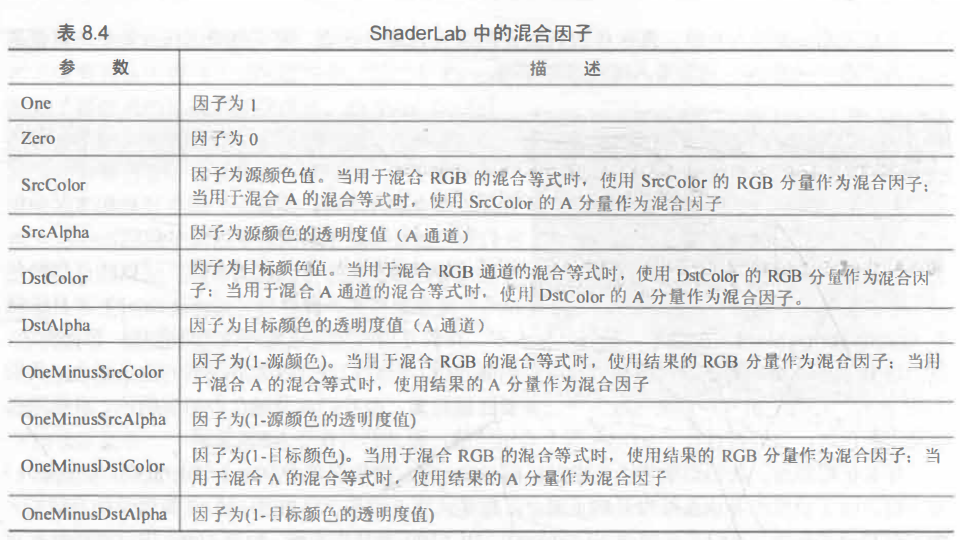 表 8.4 ShaderLab 中的混合因子
参 数 描 述
One 因子为 1
Zero 因子为 0
SrcColor 因子为源颜色值。当用于混合 RGB 的混合等式时，使用 SrcColor 的 RGB 分量作为混合因子；
当用于混合 A 的混合等式时，使用 SrcColor 的 A 分量作为混合因子
SrcAlpha 因子为源颜色的透明度值（A 通道）
DstColor 因子为目标颜色值。当用于混合 RGB 通道的混合等式时，使用 DstColor 的 RGB 分量作为混合因
子；当用于混合 A 通道的混合等式时，使用 DstColor 的 A 分量作为混合因子。
DstAlpha 因子为目标颜色的透明度值（A 通道）
OneMinusSrcColor 因子为(1-源颜色)。当用于混合 RGB 的混合等式时，使用结果的 RGB 分量作为混合因子；当用
于混合 A 的混合等式时，使用结果的 A 分量作为混合因子
OneMinusSrcAlpha 因子为(1-源颜色的透明度值)
OneMinusDstColor 因子为(1-目标颜色)。当用于混合 RGB 的混合等式时，使用结果的 RGB 分量作为混合因子；当
用于混合 A 的混合等式时，使用结果的 A 分量作为混合因子
OneMinusDstAlpha 因子为(1-目标颜色的透明度值)